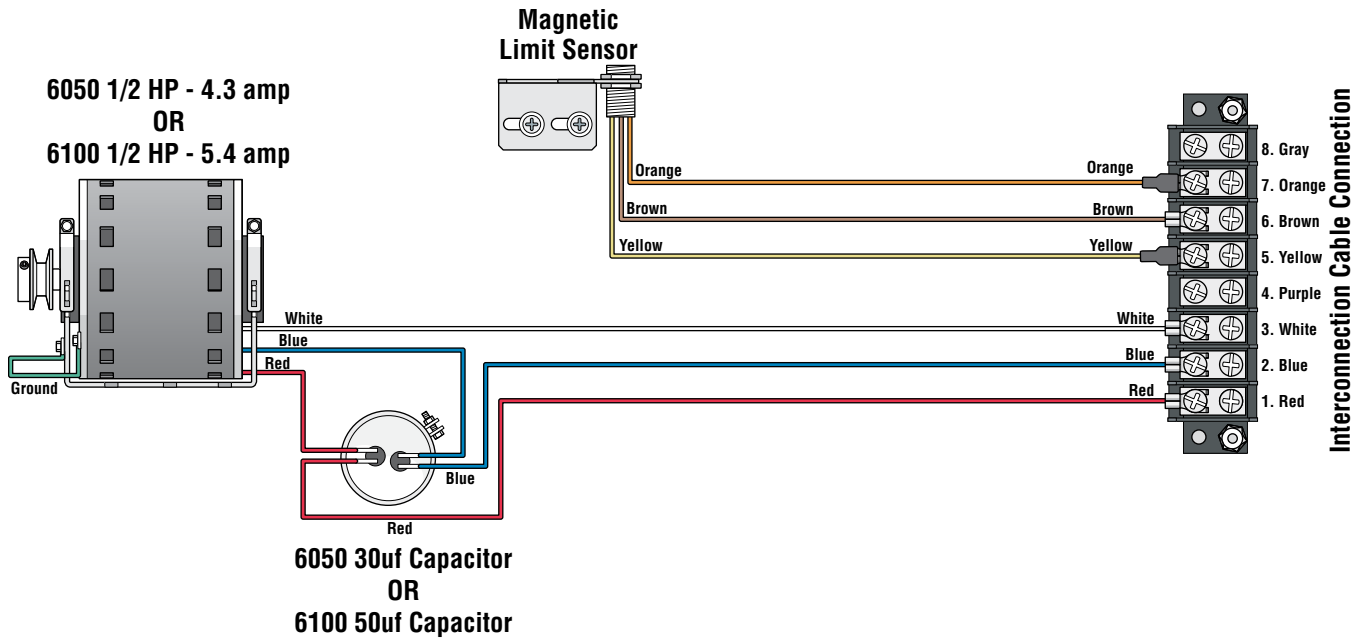 Magnetic
Limit Sensor
6050 1/2 HP - 4.3 amp
OR
6100 1/2 HP - 5.4 amp
Orange
Orange
Brown
Brown
Yellow
Yellow
White
White
Blue
Blue
Red
Red
Ground
Blue
Red
6050 30uf Capacitor
OR
6100 50uf Capacitor
8. Gray
7. Orange
6. Brown
5. Yellow
4. Purple
3. White
2. Blue
1. Red
Interconnection Cable Connection